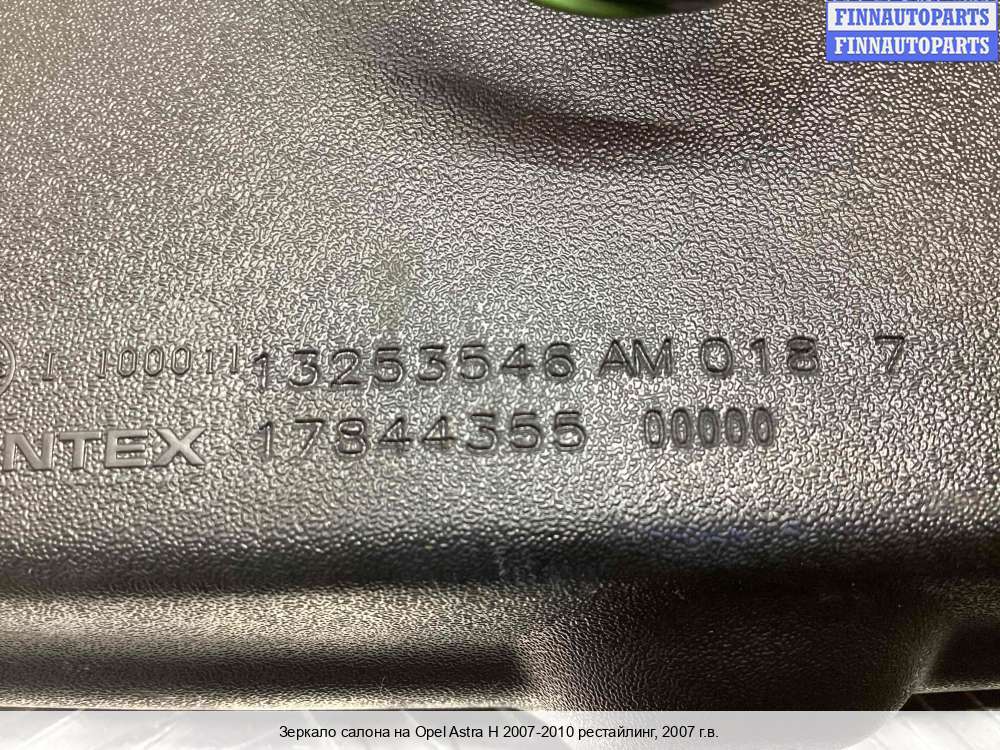 FINNAUTOPARTS
FINNAUTOPARTS
I 100011 13253546 AM 018 7
NTEX 17844355 00000
Зеркало салона на Opel Astra H 2007-2010 рестайлинг, 2007 г.в.